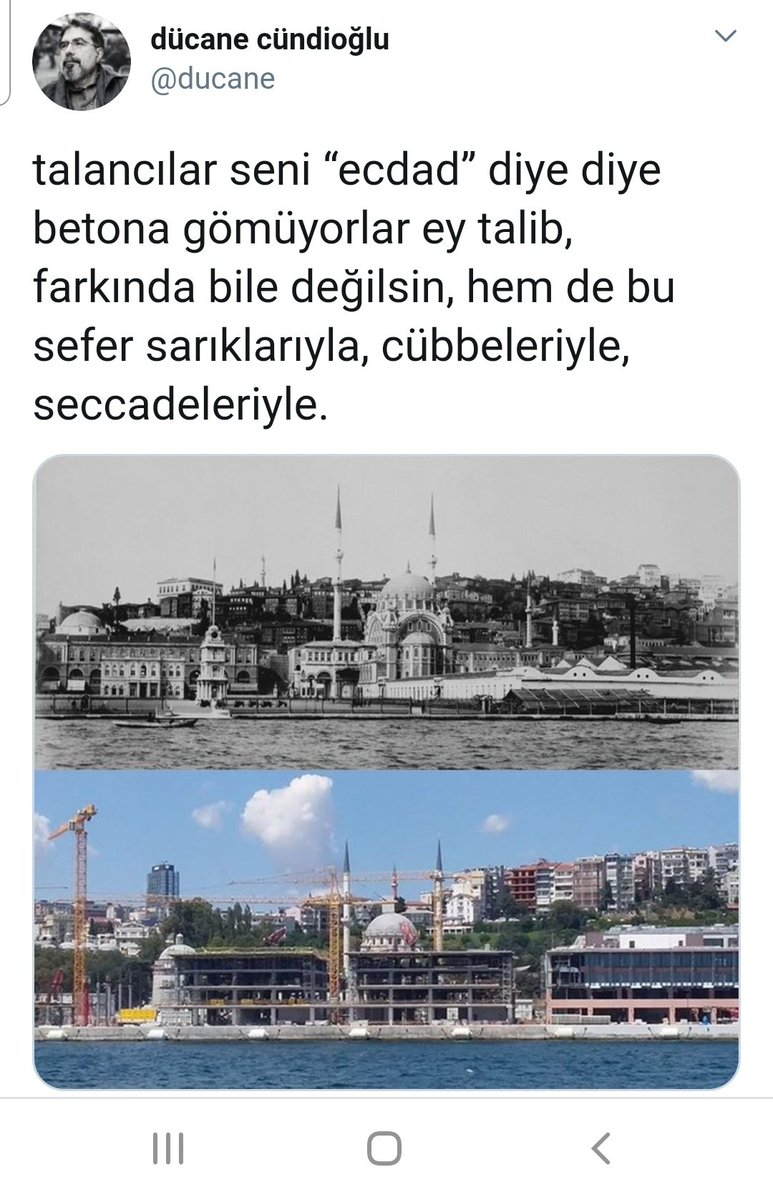 dücane cündioğlu
@ducane
talancılar seni “ecdad” diye diye
betona gömüyorlar ey talib,
farkında bile değilsin, hem de bu
sefer sarıklarıyla, cübbeleriyle,
seccadeleriyle.